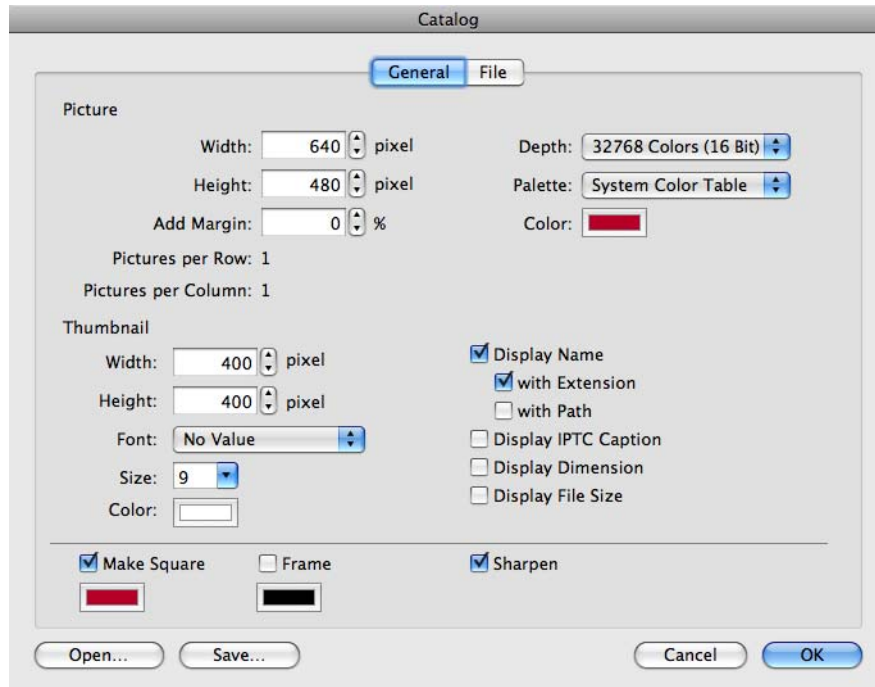 Catalog
General File
Picture
Width: 640 pixel
Depth: 32768 Colors (16 Bit)
Height: 480 pixel
Palette: System Color Table
Add Margin: 0 %
Color:
Pictures per Row: 1
Pictures per Column: 1
Thumbnail
Width: 400 pixel
Height: 400 pixel
Font: No Value
Size: 9
Color:
Display Name
with Extension
with Path
Display IPTC Caption
Display Dimension
Display File Size
Make Square
Frame
Sharpen
Open...
Save...
Cancel
OK